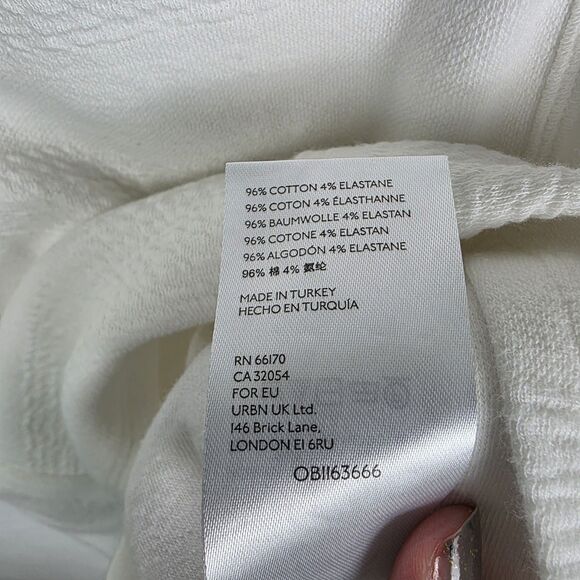 96% COTTON 4% ELASTANE
96% COTON 4% ÉLASTHANNE
96% BAUMWOLLE 4% ELASTAN
96% COTONE 4% ELASTAN
96% ALGODÓN 4% ELASTANE
96% 棉 4% 氨纶
MADE IN TURKEY
HECHO EN TURQUÍA
RN 66170
CA 32054
FOR EU
URBN UK Ltd.
146 Brick Lane,
LONDON E1 6RU
OB1163666